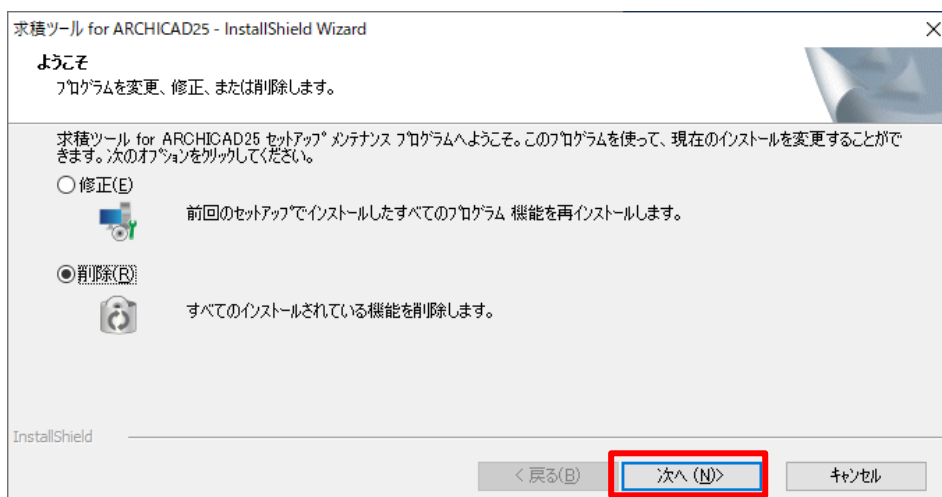 求積ツール for ARCHICAD25 - InstallShield Wizard
ようこそ
プログラムを変更、修正、または削除します。
求積ツール for ARCHICAD25 セットアップ メンテナンス プログラムへようこそ。このプログラムを使って、現在のインストールを変更することがで
きます。次のオプションをクリックしてください。
修正(E)
前回のセットアップでインストールしたすべてのプログラム 機能を再インストールします。
削除(R)
すべてのインストールされている機能を削除します。
InstallShield
< 戻る(B)
次へ (N)>
キャンセル